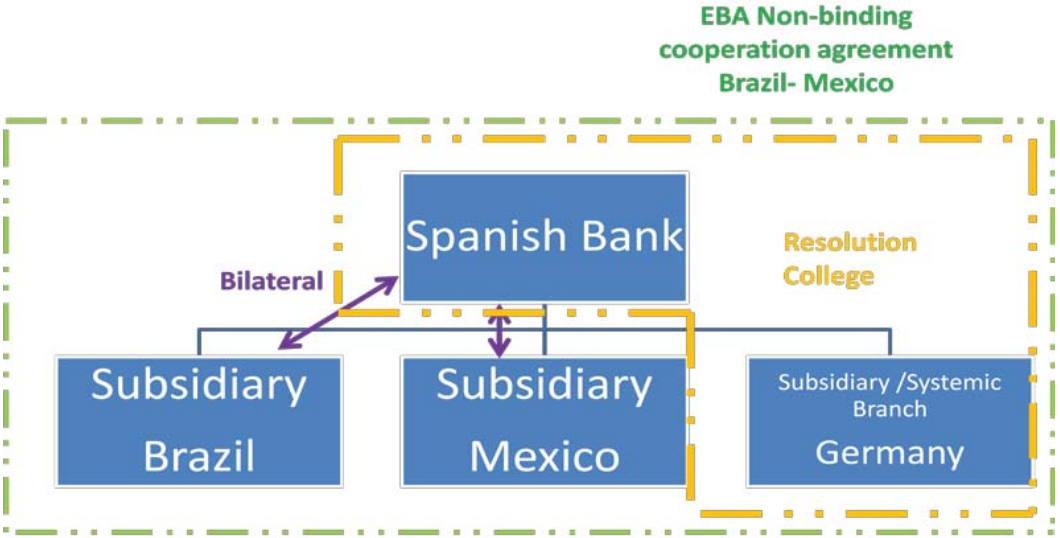 EBA Non-binding
cooperation agreement
Brazil- Mexico
Spanish Bank
Resolution
College
Bilateral
Subsidiary
Brazil
Subsidiary
Mexico
Subsidiary /Systemic
Branch
Germany